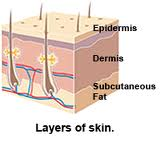 Epidermis
Dermis
Subcutaneous
Fat
Layers of skin.